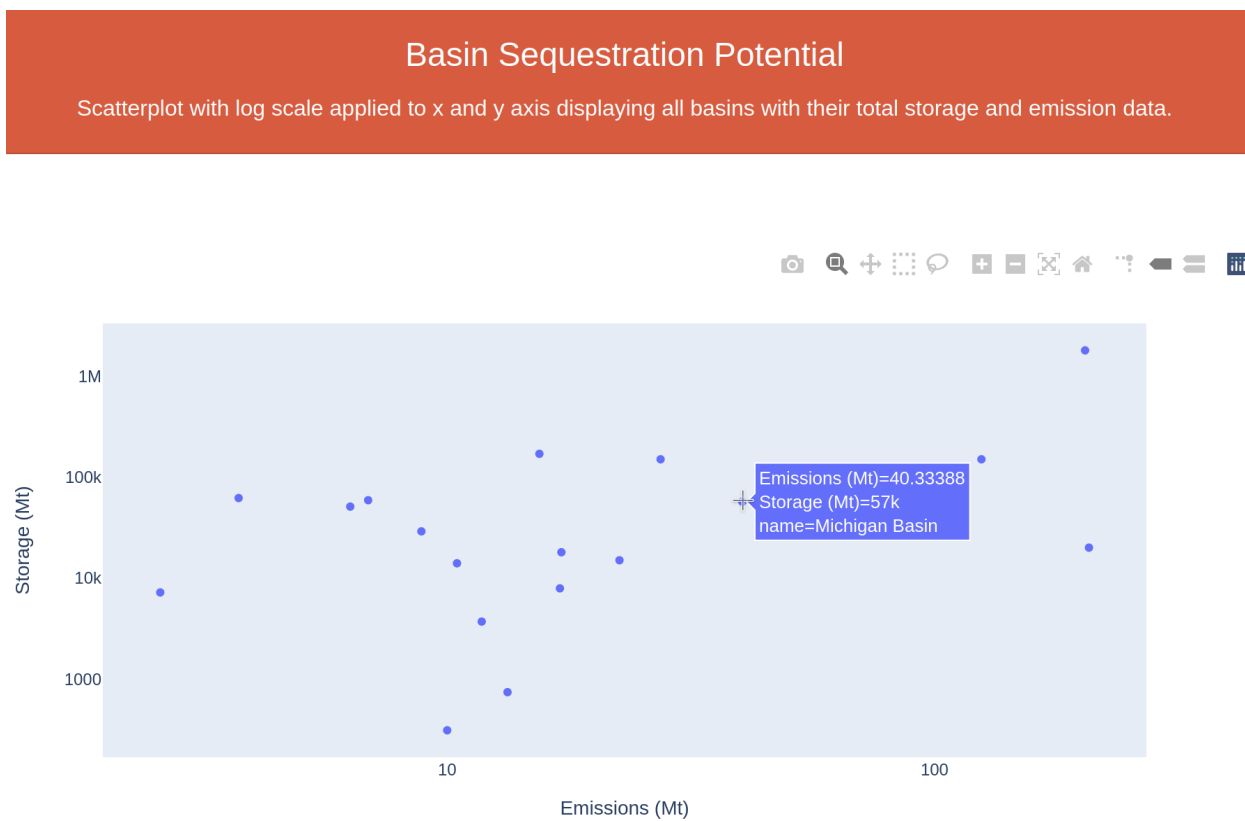 Basin Sequestration Potential
Scatterplot with log scale applied to x and y axis displaying all basins with their total storage and emission data.
1M
100k
10k
1000
Storage (Mt)
Emissions (Mt)=40.33388
Storage (Mt)=57k
name=Michigan Basin
10
100
Emissions (Mt)